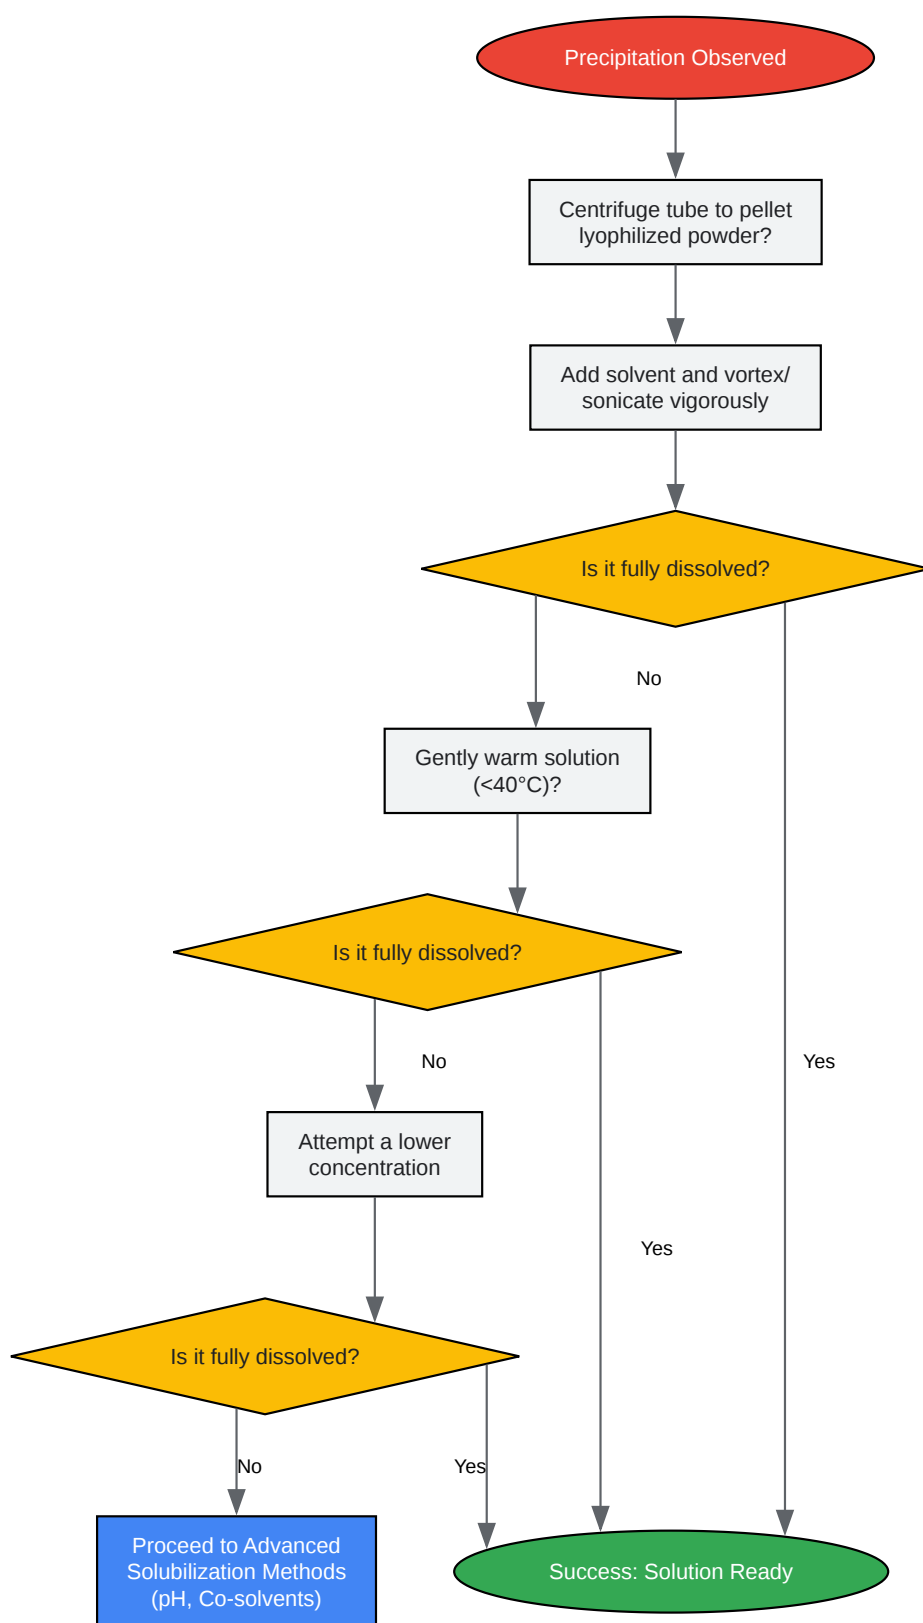 Precipitation Observed
Centrifuge tube to pellet
lyophilized powder?
Add solvent and vortex/
sonicate vigorously
Is it fully dissolved?
No
Gently warm solution
(<40°C)?
Is it fully dissolved?
No
Yes
Attempt a lower
concentration
Yes
Is it fully dissolved?
No
Yes
Proceed to Advanced
Solubilization Methods
(pH, Co-solvents)
Success: Solution Ready